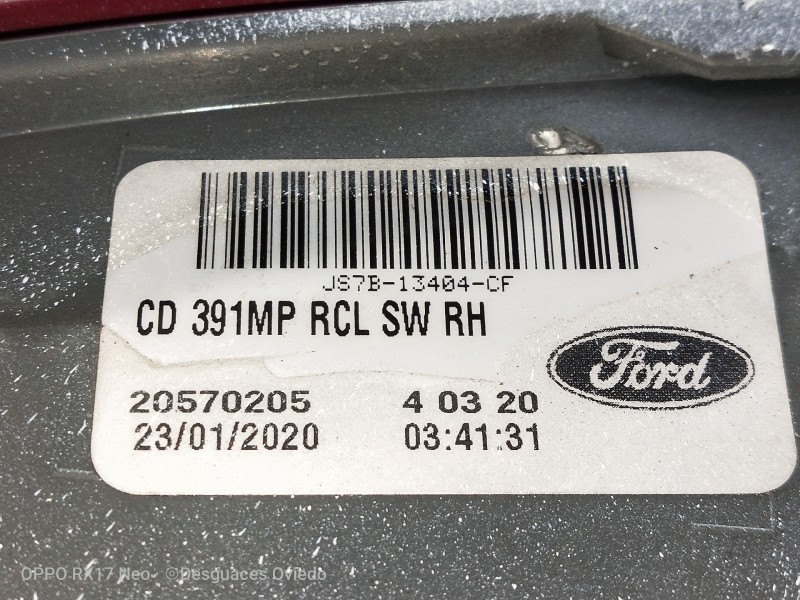 JS7B-13404-CF
CD 391MP RCL SW RH
Ford
20570205 4 03 20
23/01/2020 03:41:31
OPPO RX17 Neo ©Desguaces Oviedo